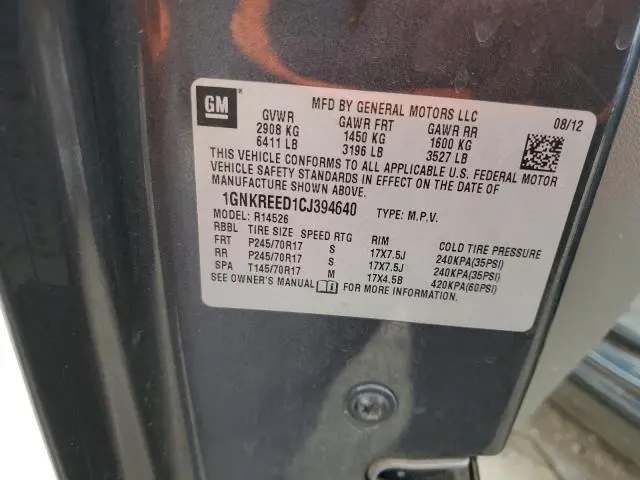 GM MFD BY GENERAL MOTORS LLC 08/12
GVWR GAWR FRT GAWR RR
2908 KG 1450 KG 1600 KG
6411 LB 3196 LB 3527 LB
THIS VEHICLE CONFORMS TO ALL APPLICABLE U.S. FEDERAL MOTOR
VEHICLE SAFETY STANDARDS IN EFFECT ON THE DATE OF
MANUFACTURE SHOWN ABOVE.
1GNKREED1CJ394640 TYPE: M.P.V.
MODEL: R14526
RBBL TIRE SIZE SPEED RTG RIM COLD TIRE PRESSURE
FRT P245/70R17 S 17X7.5J 240KPA(35PSI)
RR P245/70R17 S 17X7.5J 240KPA(35PSI)
SPA T145/70R17 M 17X4.5B 420KPA(60PSI)
SEE OWNER'S MANUAL FOR MORE INFORMATION.